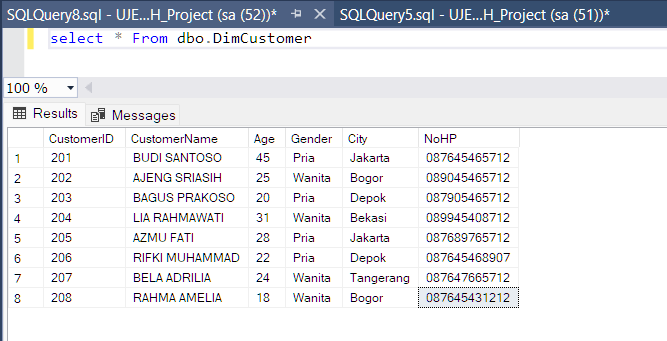 SQLQuery8.sql - UJE...H_Project (sa (52))* SQLQuery5.sql - UJE...H_Project (sa (51))*
select * From dbo.DimCustomer
100 %
Results Messages
CustomerID CustomerName Age Gender City NoHP
1 201 BUDI SANTOSO 45 Pria Jakarta 087645465712
2 202 AJENG SRIASIH 25 Wanita Bogor 089045465712
3 203 BAGUS PRAKOSO 20 Pria Depok 087905465712
4 204 LIA RAHMAWATI 31 Wanita Bekasi 089945408712
5 205 AZMU FATI 28 Pria Jakarta 087689765712
6 206 RIFKI MUHAMMAD 22 Pria Depok 087645468907
7 207 BELA ADRILIA 24 Wanita Tangerang 087647665712
8 208 RAHMA AMELIA 18 Wanita Bogor 087645431212